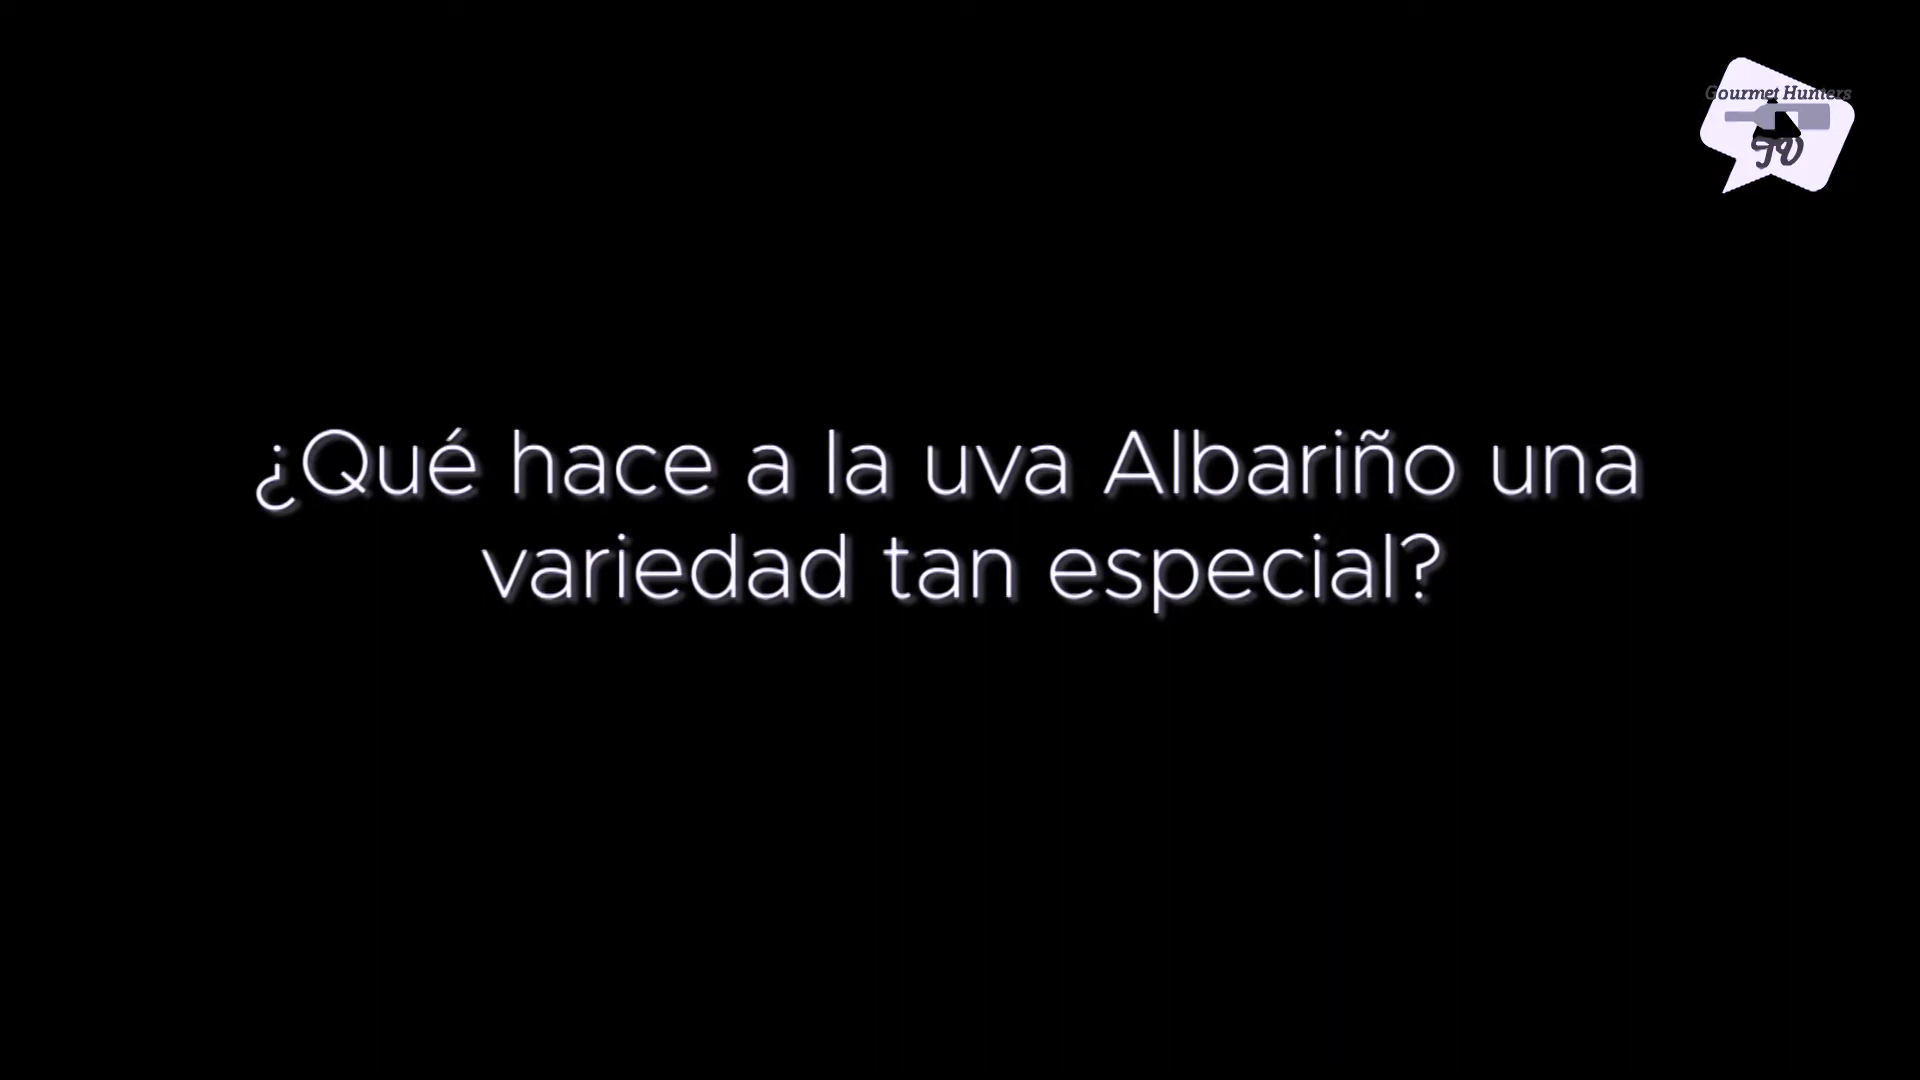 Gourmet Hunters
TV
¿Qué hace a la uva Albariño una
variedad tan especial?